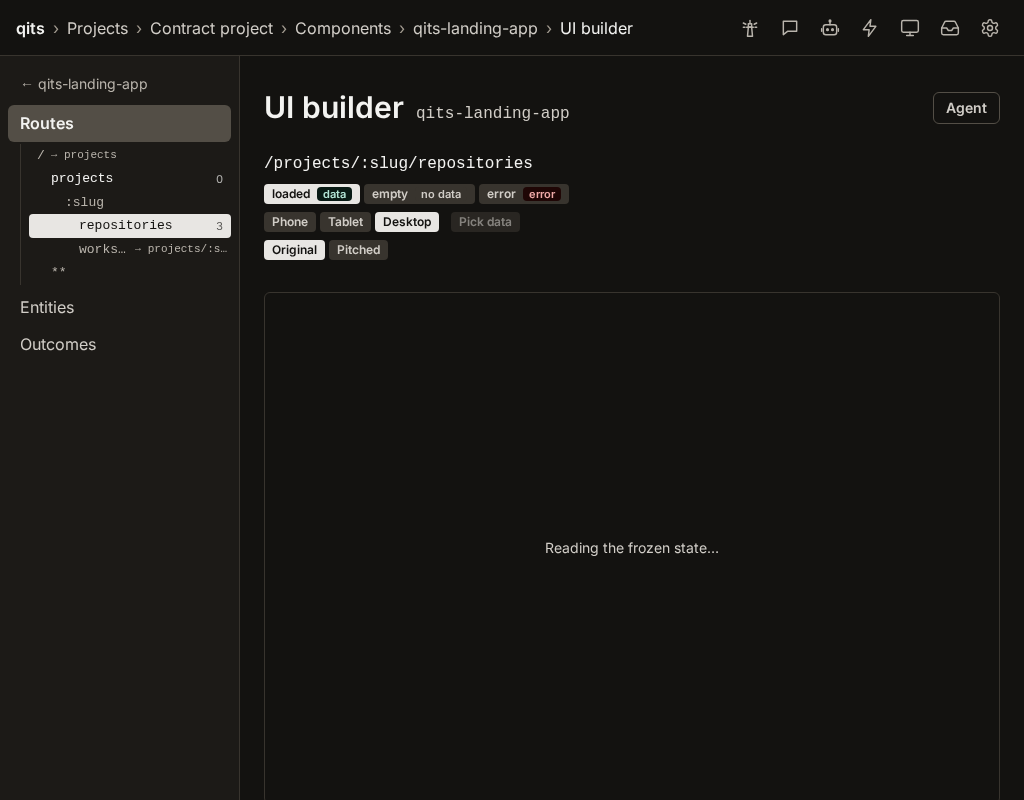 qits › Projects › Contract project › Components › qits-landing-app › UI builder
← qits-landing-app
Routes
/ → projects
projects 0
:slug
repositories 3
works… → projects/:s…
**
Entities
Outcomes
UI builder qits-landing-app
Agent
/projects/:slug/repositories
loaded data empty no data error error
Phone Tablet Desktop Pick data
Original Pitched
Reading the frozen state…